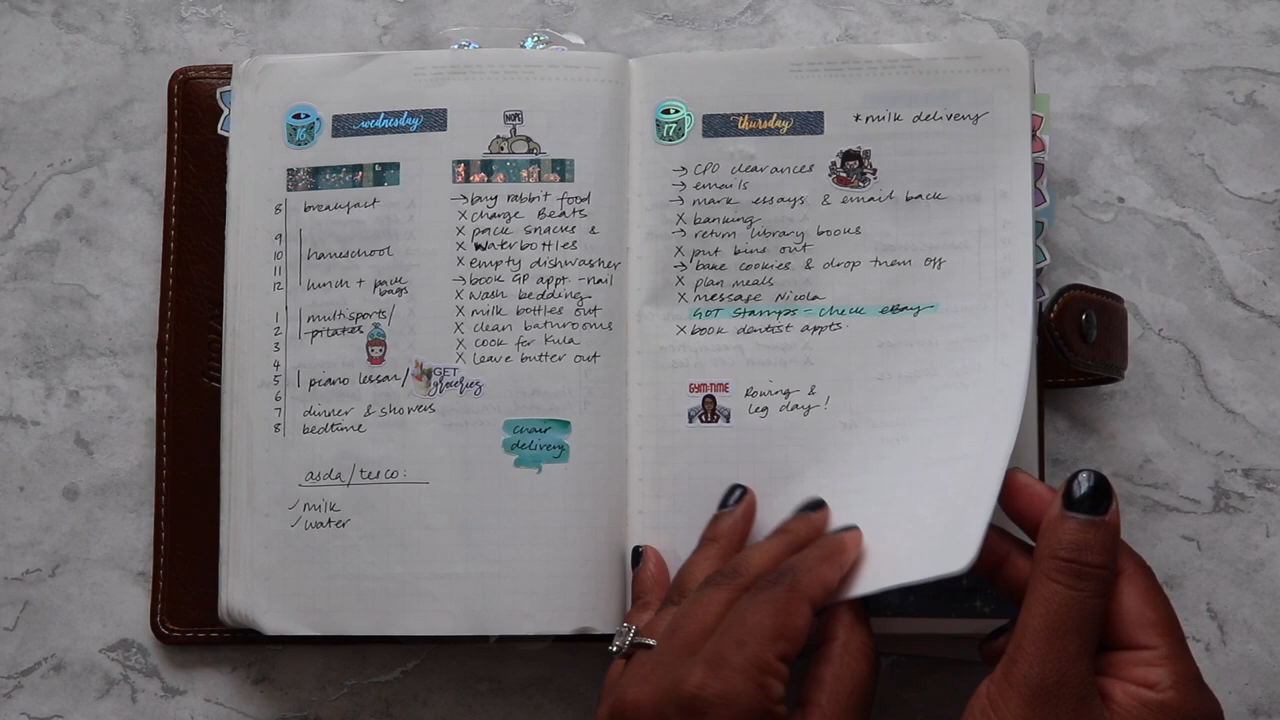 16
wednesday
NOPE
8 breakfast
9
10 homeschool
11
12 lunch + pack bags
1 multisports/
2 pilates
3
4
5 piano lesson/ GET groceries
6
7 dinner & showers
8 bedtime
asda/tesco:
✓ milk
✓ water
→ buy rabbit food
X charge Beats
X pack snacks &
X waterbottles
X empty dishwasher
→ book GP appt. - nail
X wash bedding
X milk bottles out
X clean bathrooms
X cook for Kula
X leave butter out
chair
delivery
17
thursday
*milk delivery
→ CPO clearances
→ emails
→ mark essays & email back
X banking
→ return library books
X put bins out
→ bake cookies & drop them off
X plan meals
X message Nicola
GOT Stamps - check eBay
X book dentist appts.
GYM-TIME
Rowing &
leg day!